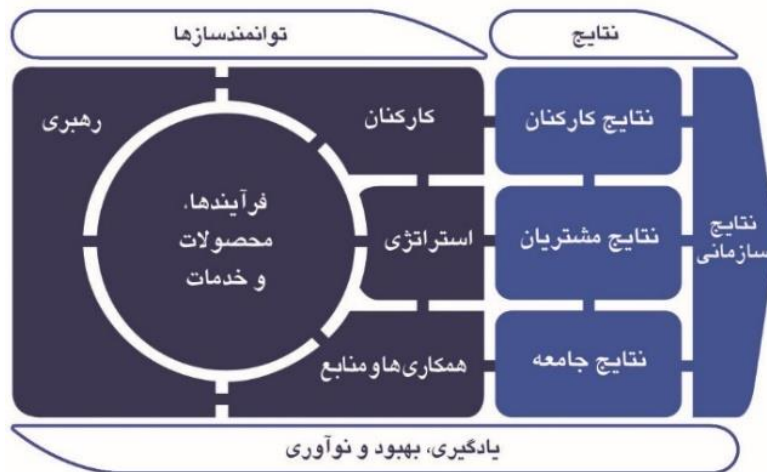 توانمندسازها
نتایج
رهبری
کارکنان
نتایج کارکنان
فرآیندها،
محصولات
و خدمات
استراتژی
نتایج مشتریان
نتایج
سازمانی
همکاری‌ها و منابع
نتایج جامعه
یادگیری، بهبود و نوآوری